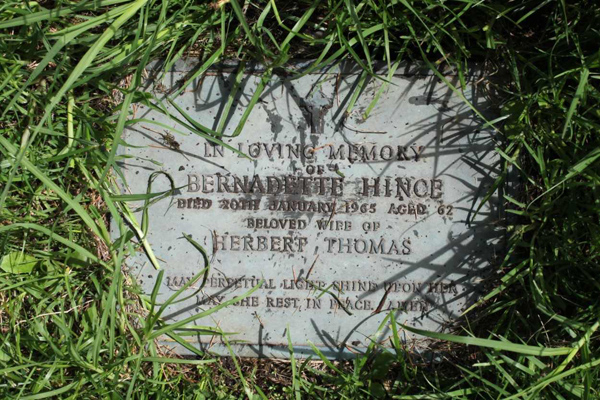 IN LOVING MEMORY
OF
BERNADETTE HINCE
DIED 20TH JANUARY 1965 AGED 62
BELOVED WIFE OF
HERBERT THOMAS
MAY PERPETUAL LIGHT SHINE UPON HER
MAY SHE REST IN PEACE. AMEN